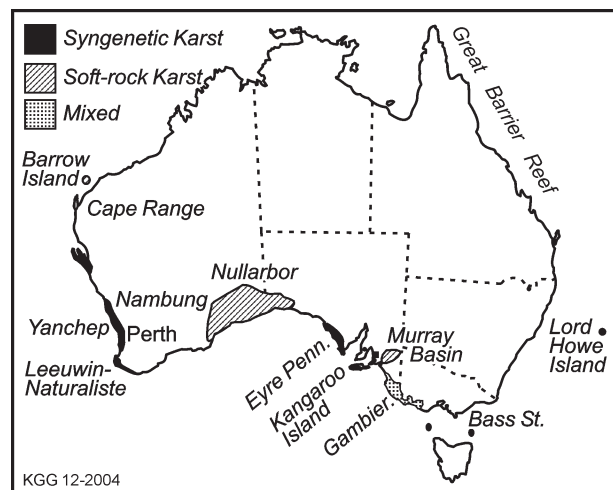 Syngenetic Karst
Soft-rock Karst
Mixed
Great Barrier Reef
Barrow
Island
Cape Range
Nullarbor
Nambung
Yanchep
Perth
Leeuwin-
Naturaliste
Eyre Penn.
Kangaroo
Island
Gambier
Murray
Basin
Lord
Howe
Island
Bass St.
KGG 12-2004